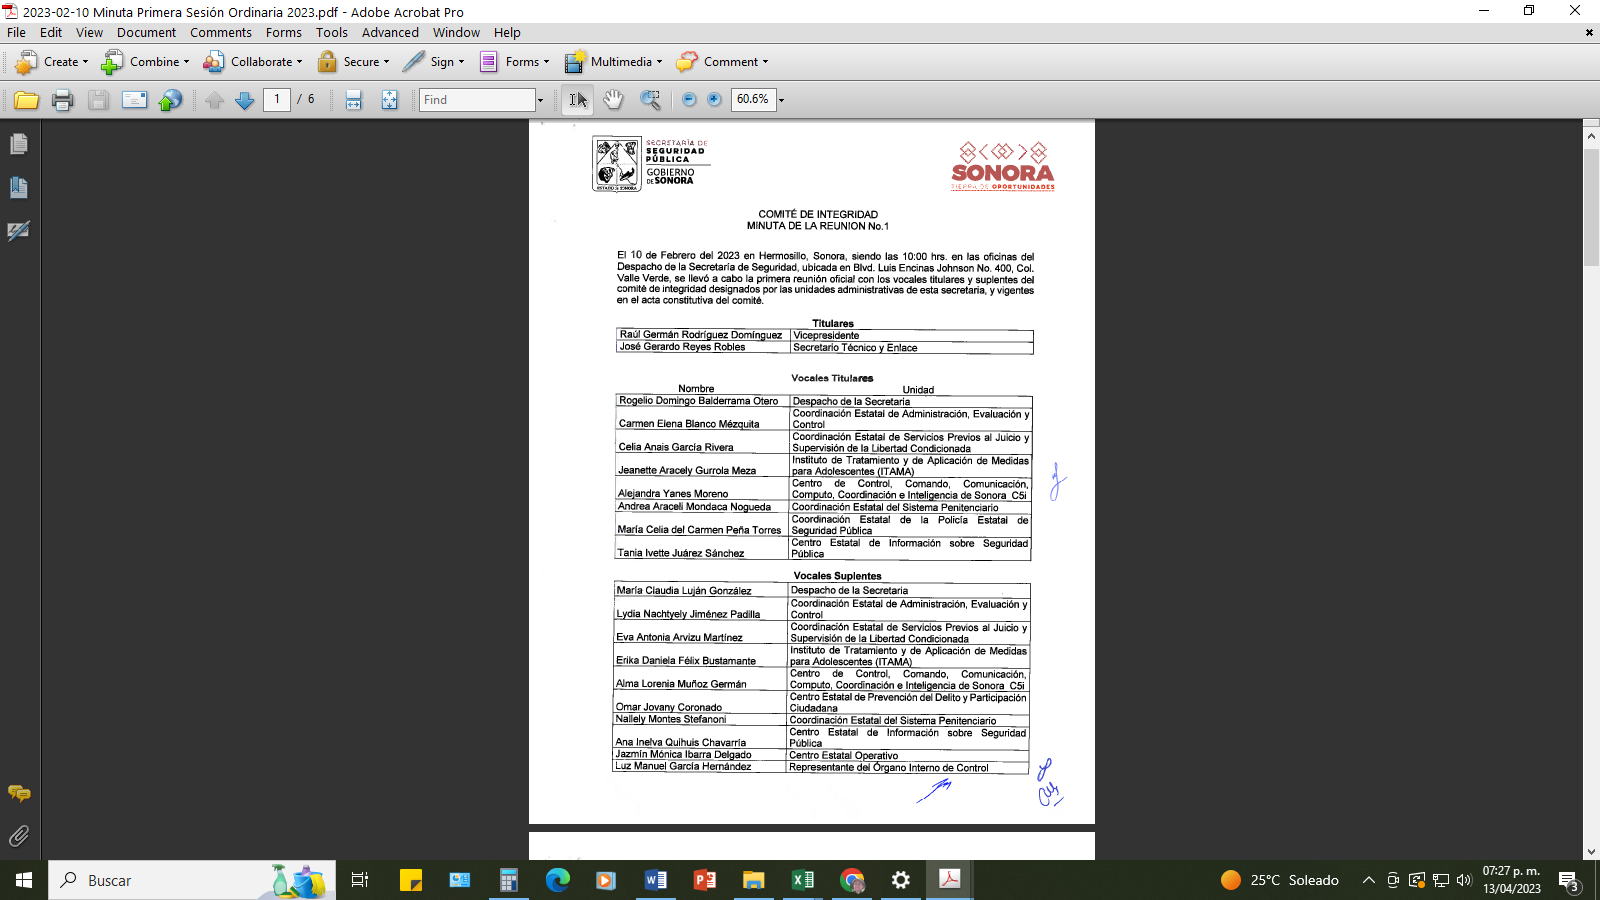 2023-02-10 Minuta Primera Sesión Ordinaria 2023.pdf - Adobe Acrobat Pro
File Edit View Document Comments Forms Tools Advanced Window Help
Create Combine Collaborate Secure Sign Forms Multimedia Comment
1 / 6 Find 60.6%
SECRETARÍA DE
SEGURIDAD
PÚBLICA
GOBIERNO
DE SONORA
ESTADO DE SONORA
SONORA
TIERRA DE OPORTUNIDADES
COMITÉ DE INTEGRIDAD
MINUTA DE LA REUNION No.1
El 10 de Febrero del 2023 en Hermosillo, Sonora, siendo las 10:00 hrs. en las oficinas del
Despacho de la Secretaría de Seguridad, ubicada en Blvd. Luis Encinas Johnson No. 400, Col.
Valle Verde, se llevó a cabo la primera reunión oficial con los vocales titulares y suplentes del
comité de integridad designados por las unidades administrativas de esta secretaria, y vigentes
en el acta constitutiva del comité.
Titulares
Raúl Germán Rodríguez Domínguez Vicepresidente
José Gerardo Reyes Robles Secretario Técnico y Enlace
Vocales Titulares
Nombre Unidad
Rogelio Domingo Balderrama Otero Despacho de la Secretaria
Coordinación Estatal de Administración, Evaluación y
Carmen Elena Blanco Mézquita Control
Coordinación Estatal de Servicios Previos al Juicio y
Celia Anais García Rivera Supervisión de la Libertad Condicionada
Instituto de Tratamiento y de Aplicación de Medidas
Jeanette Aracely Gurrola Meza para Adolescentes (ITAMA)
Centro de Control, Comando, Comunicación,
Alejandra Yanes Moreno Computo, Coordinación e Inteligencia de Sonora C5i
Andrea Araceli Mondaca Nogueda Coordinación Estatal del Sistema Penitenciario
Coordinación Estatal de la Policía Estatal de
María Celia del Carmen Peña Torres Seguridad Pública
Centro Estatal de Información sobre Seguridad
Tania Ivette Juárez Sánchez Pública
Vocales Suplentes
María Claudia Luján González Despacho de la Secretaria
Coordinación Estatal de Administración, Evaluación y
Lydia Nachtyely Jiménez Padilla Control
Coordinación Estatal de Servicios Previos al Juicio y
Eva Antonia Arvizu Martínez Supervisión de la Libertad Condicionada
Instituto de Tratamiento y de Aplicación de Medidas
Erika Daniela Félix Bustamante para Adolescentes (ITAMA)
Centro de Control, Comando, Comunicación,
Alma Lorenia Muñoz Germán Computo, Coordinación e Inteligencia de Sonora C5i
Centro Estatal de Prevención del Delito y Participación
Omar Jovany Coronado Ciudadana
Nallely Montes Stefanoni Coordinación Estatal del Sistema Penitenciario
Centro Estatal de Información sobre Seguridad
Ana Inelva Quihuis Chavarría Pública
Jazmín Mónica Ibarra Delgado Centro Estatal Operativo
Luz Manuel García Hernández Representante del Órgano Interno de Control
Buscar
25°C Soleado
07:27 p. m.
13/04/2023
3